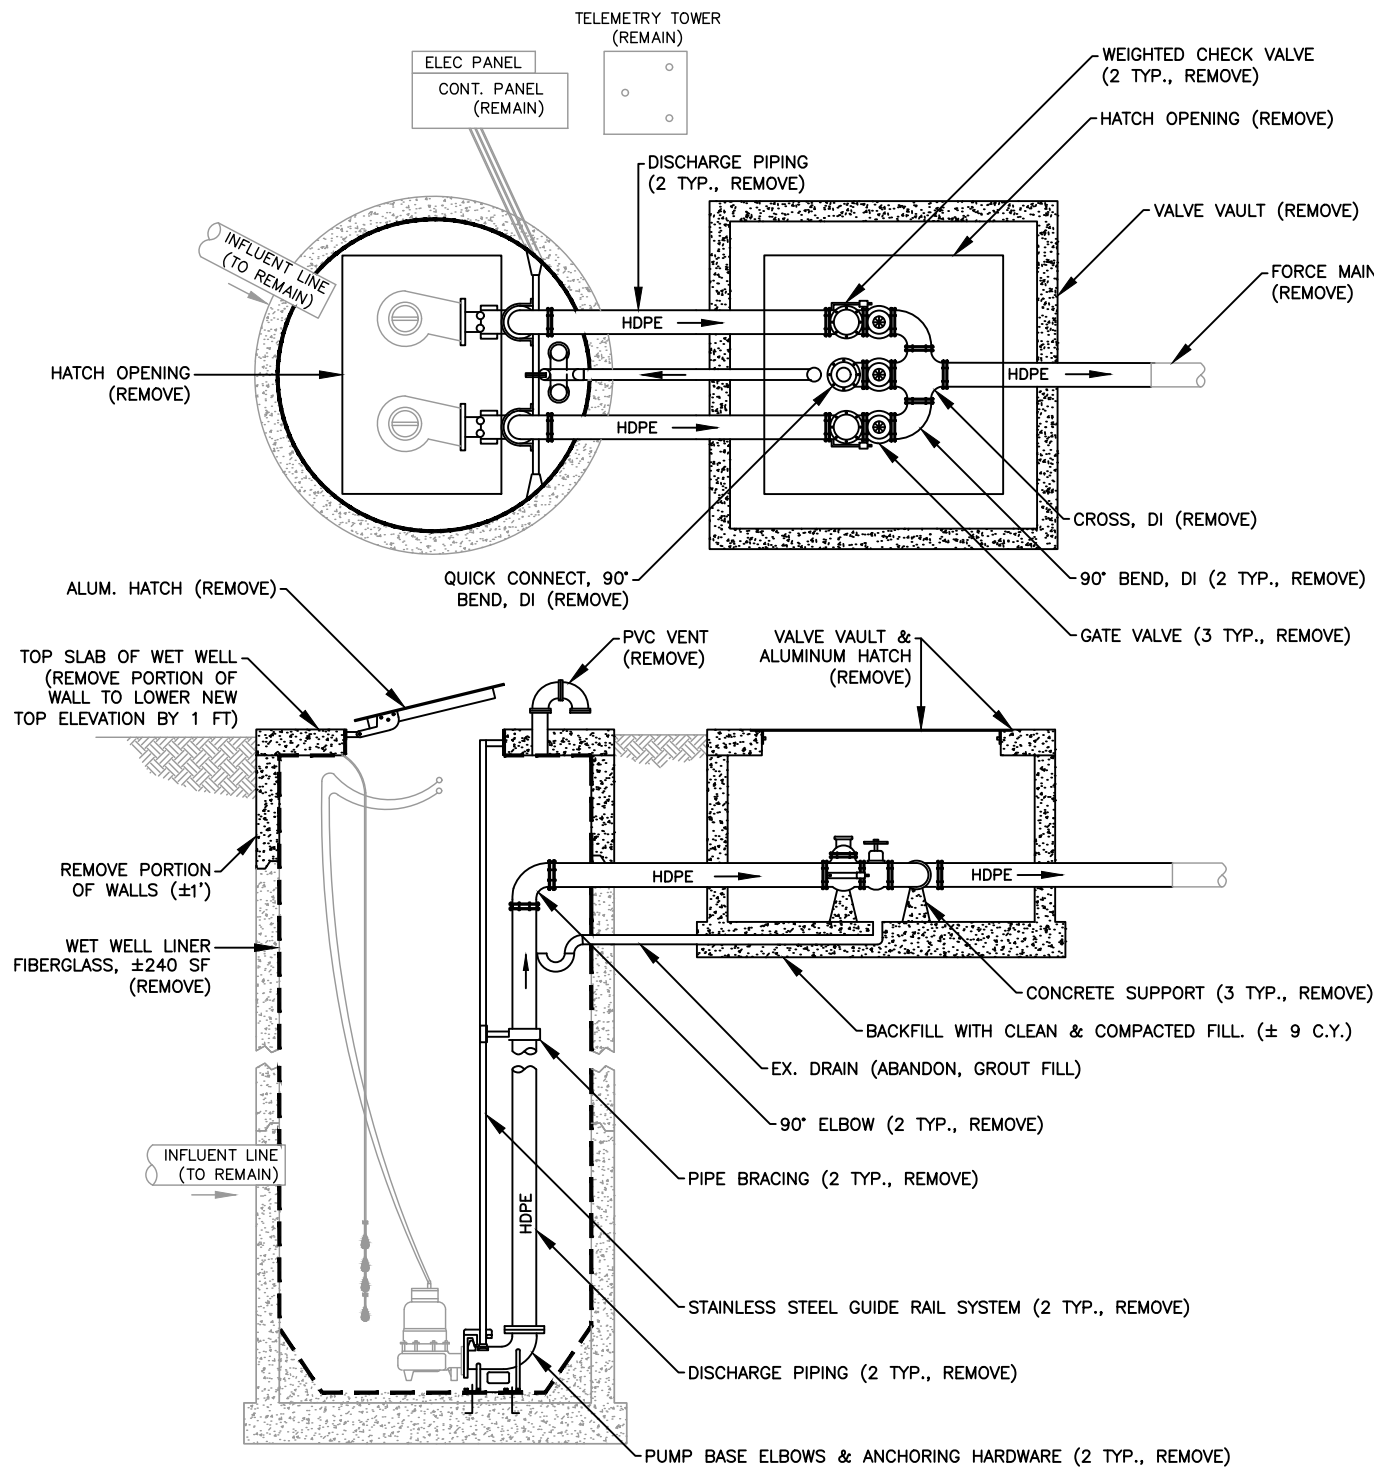 TELEMETRY TOWER
(REMAIN)
ELEC PANEL
CONT. PANEL
(REMAIN)
WEIGHTED CHECK VALVE
(2 TYP., REMOVE)
HATCH OPENING (REMOVE)
DISCHARGE PIPING
(2 TYP., REMOVE)
VALVE VAULT (REMOVE)
INFLUENT LINE
(TO REMAIN)
FORCE MAIN
(REMOVE)
HDPE
HATCH OPENING
(REMOVE)
HDPE
HDPE
CROSS, DI (REMOVE)
QUICK CONNECT, 90°
BEND, DI (REMOVE)
90° BEND, DI (2 TYP., REMOVE)
GATE VALVE (3 TYP., REMOVE)
ALUM. HATCH (REMOVE)
PVC VENT
(REMOVE)
VALVE VAULT &
ALUMINUM HATCH
(REMOVE)
TOP SLAB OF WET WELL
(REMOVE PORTION OF
WALL TO LOWER NEW
TOP ELEVATION BY 1 FT)
REMOVE PORTION
OF WALLS (±1')
HDPE
HDPE
WET WELL LINER
FIBERGLASS, ±240 SF
(REMOVE)
CONCRETE SUPPORT (3 TYP., REMOVE)
BACKFILL WITH CLEAN & COMPACTED FILL. (± 9 C.Y.)
EX. DRAIN (ABANDON, GROUT FILL)
90° ELBOW (2 TYP., REMOVE)
INFLUENT LINE
(TO REMAIN)
PIPE BRACING (2 TYP., REMOVE)
HDPE
STAINLESS STEEL GUIDE RAIL SYSTEM (2 TYP., REMOVE)
DISCHARGE PIPING (2 TYP., REMOVE)
PUMP BASE ELBOWS & ANCHORING HARDWARE (2 TYP., REMOVE)